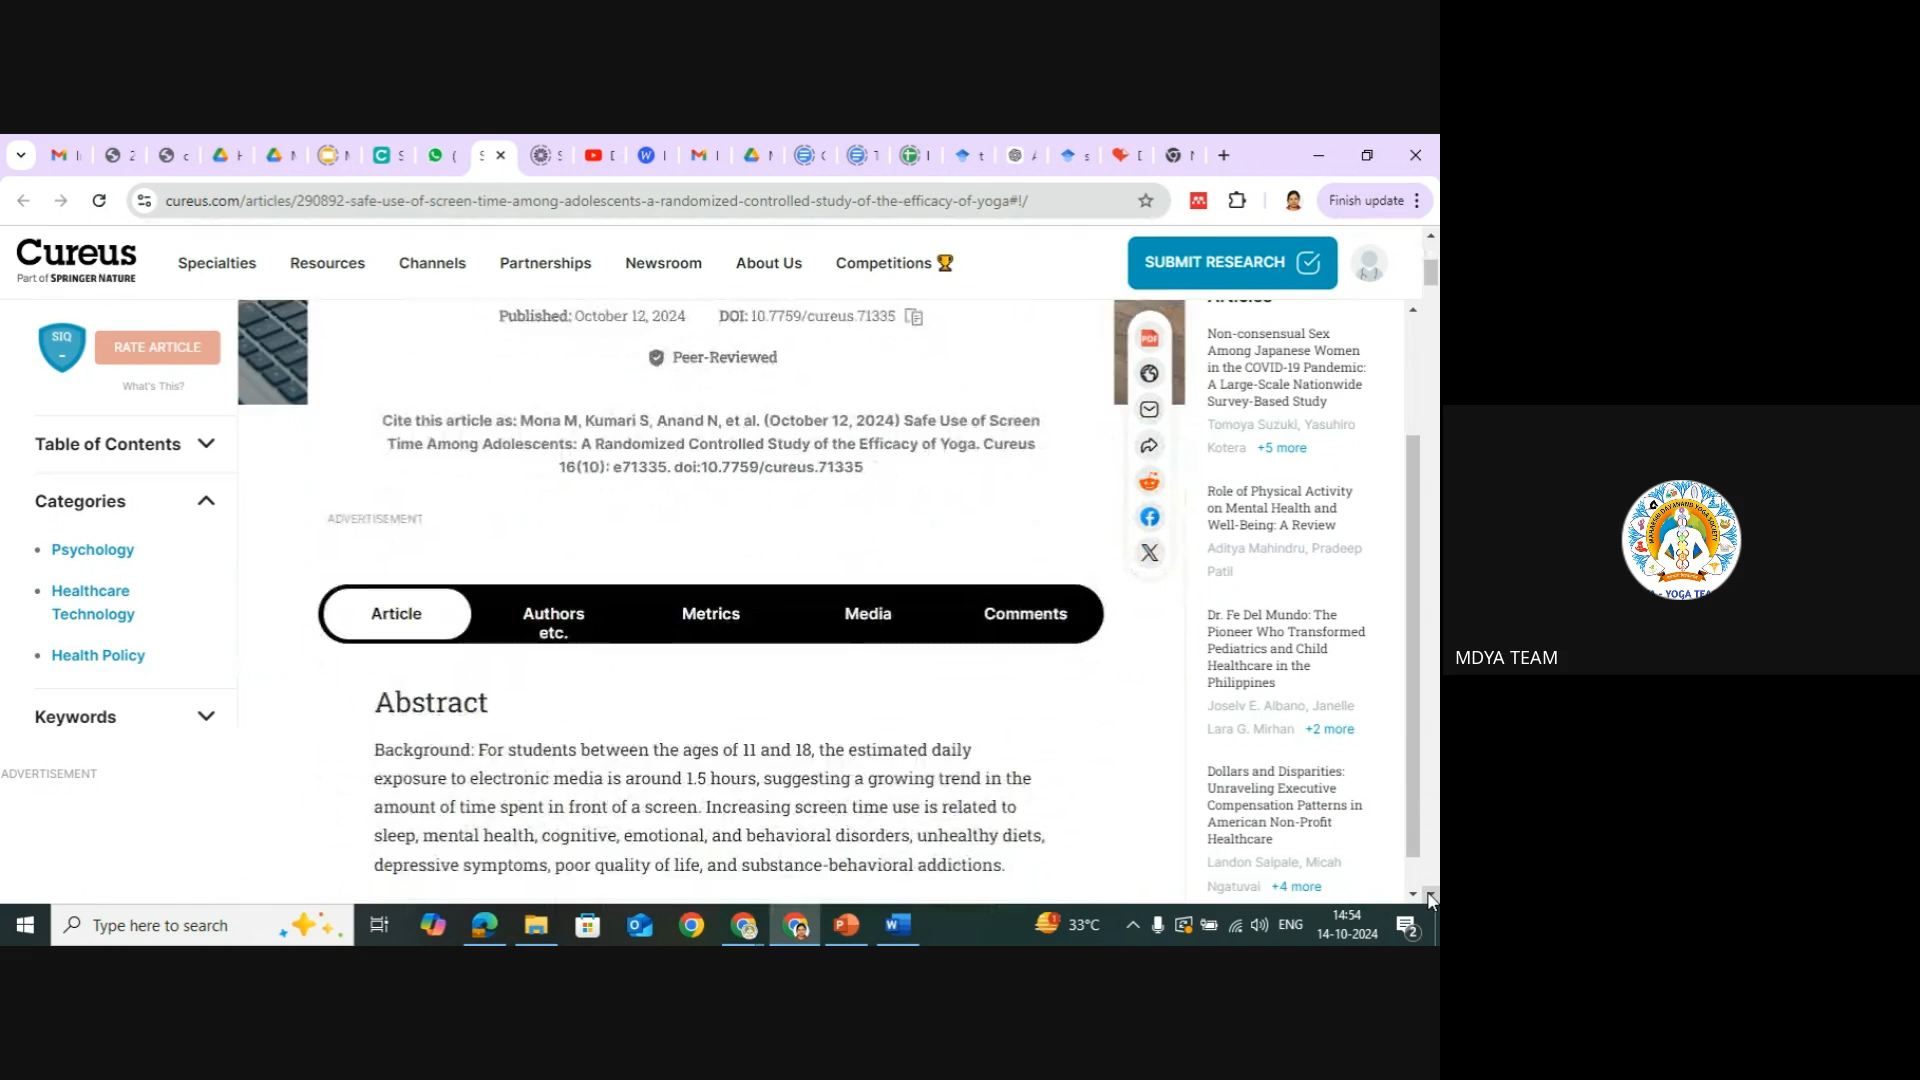 cureus.com/articles/290892-safe-use-of-screen-time-among-adolescents-a-randomized-controlled-study-of-the-efficacy-of-yoga#!/
Finish update
Cureus
Part of SPRINGER NATURE
Specialties
Resources
Channels
Partnerships
Newsroom
About Us
Competitions
SUBMIT RESEARCH
SIQ
RATE ARTICLE
What's This?
Table of Contents
Categories
Psychology
Healthcare
Technology
Health Policy
Keywords
ADVERTISEMENT
Published: October 12, 2024
DOI: 10.7759/cureus.71335
Peer-Reviewed
Cite this article as: Mona M, Kumari S, Anand N, et al. (October 12, 2024) Safe Use of Screen
Time Among Adolescents: A Randomized Controlled Study of the Efficacy of Yoga. Cureus
16(10): e71335. doi:10.7759/cureus.71335
ADVERTISEMENT
Article
Authors
etc.
Metrics
Media
Comments
Abstract
Background: For students between the ages of 11 and 18, the estimated daily
exposure to electronic media is around 1.5 hours, suggesting a growing trend in the
amount of time spent in front of a screen. Increasing screen time use is related to
sleep, mental health, cognitive, emotional, and behavioral disorders, unhealthy diets,
depressive symptoms, poor quality of life, and substance-behavioral addictions.
PDF
Articles
Non-consensual Sex
Among Japanese Women
in the COVID-19 Pandemic:
A Large-Scale Nationwide
Survey-Based Study
Tomoya Suzuki, Yasuhiro
Kotera +5 more
Role of Physical Activity
on Mental Health and
Well-Being: A Review
Aditya Mahindru, Pradeep
Patil
Dr. Fe Del Mundo: The
Pioneer Who Transformed
Pediatrics and Child
Healthcare in the
Philippines
Joseiv E. Albano, Janelle
Lara G. Mirhan +2 more
Dollars and Disparities:
Unraveling Executive
Compensation Patterns in
American Non-Profit
Healthcare
Landon Saipale, Micah
Ngatuvai +4 more
Type here to search
33°C
ENG
14:54
14-10-2024
2
MAHARSHI DAYANAND YOGA SOCIETY
YOGA TEA
MDYA TEAM